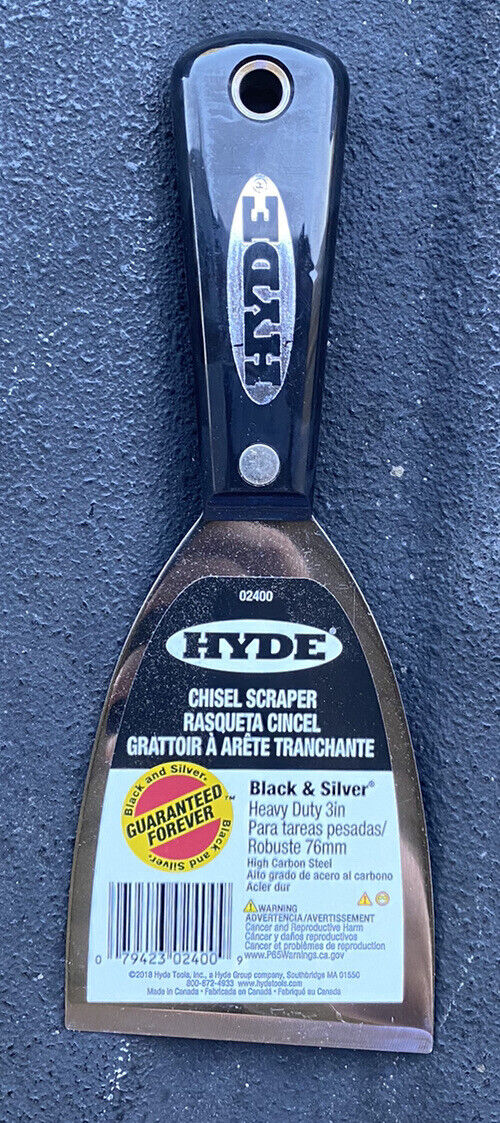 HYDE®
02400
HYDE®
CHISEL SCRAPER
RASQUETA CINCEL
GRATTOIR À ARÊTE TRANCHANTE
Black and Silver
GUARANTEED™
FOREVER
Black and Silver
Black & Silver®
Heavy Duty 3in
Para tareas pesadas/
Robuste 76mm
High Carbon Steel
Alto grado de acero al carbono
Acier dur
WARNING
ADVERTENCIA/AVERTISSEMENT
Cancer and Reproductive Harm
Cáncer y daños reproductivos
Cancer et problèmes de reproduction
www.P65Warnings.ca.gov
0 79423 02400 9
©2018 Hyde Tools, Inc., a Hyde Group company, Southbridge MA 01550
800-872-4933 www.hydetools.com
Made in Canada • Fabricada en Canadá • Fabriqué au Canada